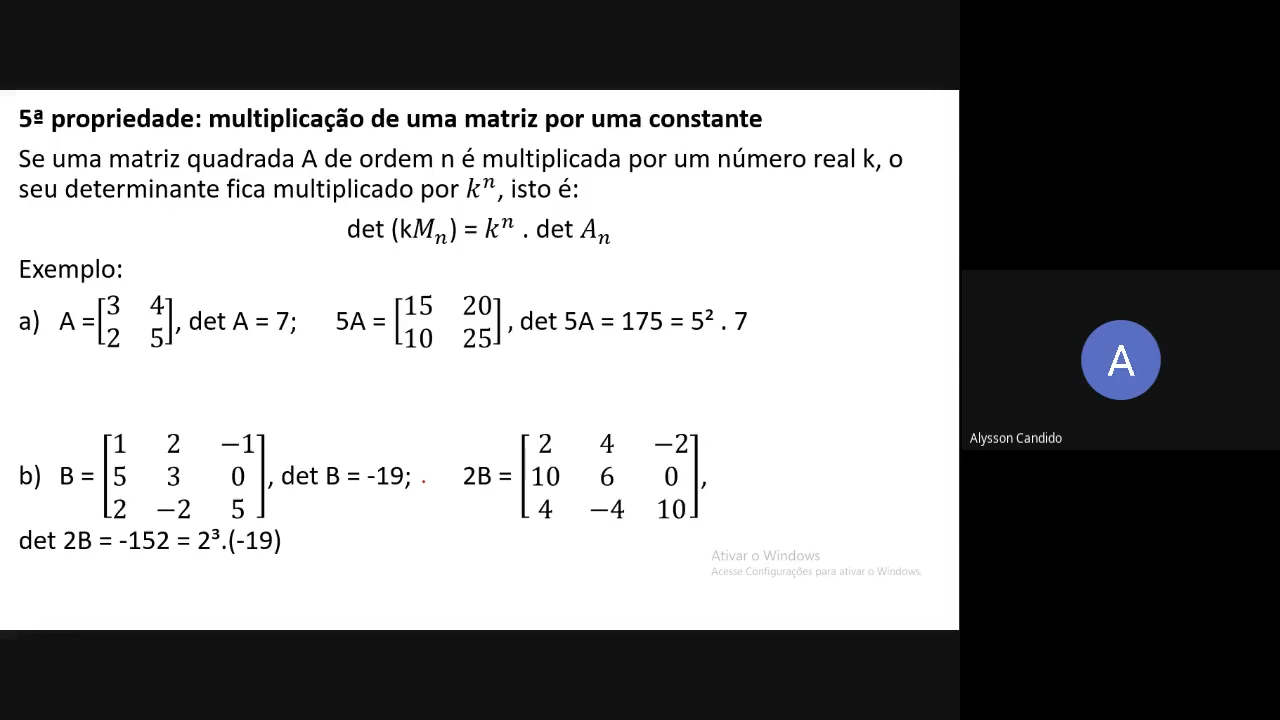 5ª propriedade: multiplicação de uma matriz por uma constante
Se uma matriz quadrada A de ordem n é multiplicada por um número real k, o
seu determinante fica multiplicado por kⁿ, isto é:
det (kMₙ) = kⁿ . det Aₙ
Exemplo:
a) A = [3 4; 2 5], det A = 7; 5A = [15 20; 10 25], det 5A = 175 = 5² . 7
b) B = [1 2 −1; 5 3 0; 2 −2 5], det B = -19; 2B = [2 4 −2; 10 6 0; 4 −4 10],
det 2B = -152 = 2³.(-19)
Ativar o Windows
Acesse Configurações para ativar o Windows.
A
Alysson Candido